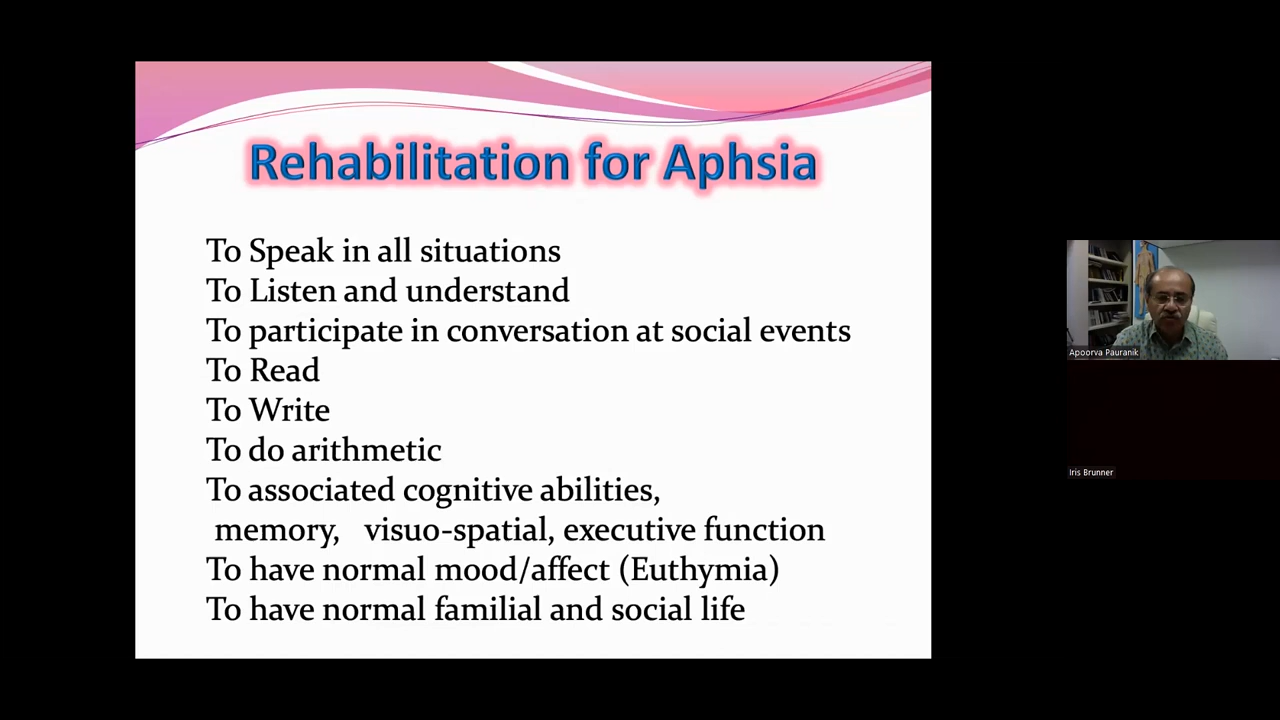 Rehabilitation for Aphsia
To Speak in all situations
To Listen and understand
To participate in conversation at social events
To Read
To Write
To do arithmetic
To associated cognitive abilities,
memory, visuo-spatial, executive function
To have normal mood/affect (Euthymia)
To have normal familial and social life
Apoorva Pauranik
Iris Brunner